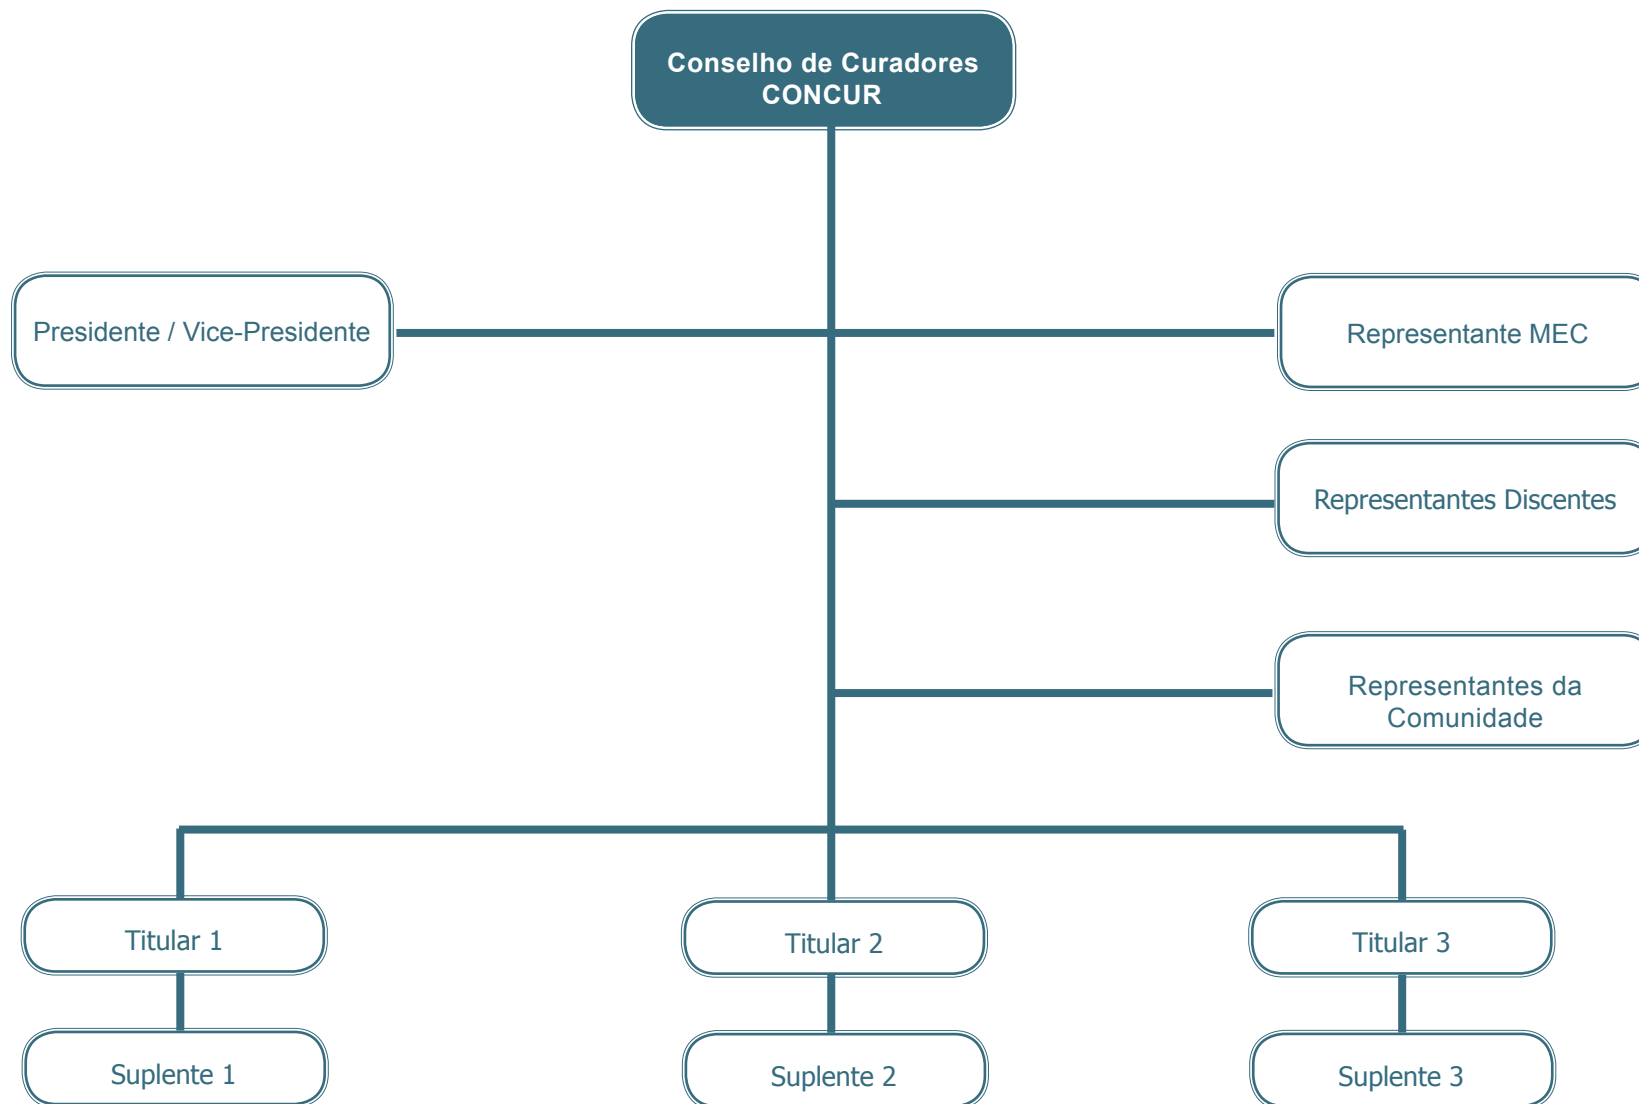 Conselho de Curadores
CONCUR
Presidente / Vice-Presidente
Representante MEC
Representantes Discentes
Representantes da
Comunidade
Titular 1
Titular 2
Titular 3
Suplente 1
Suplente 2
Suplente 3